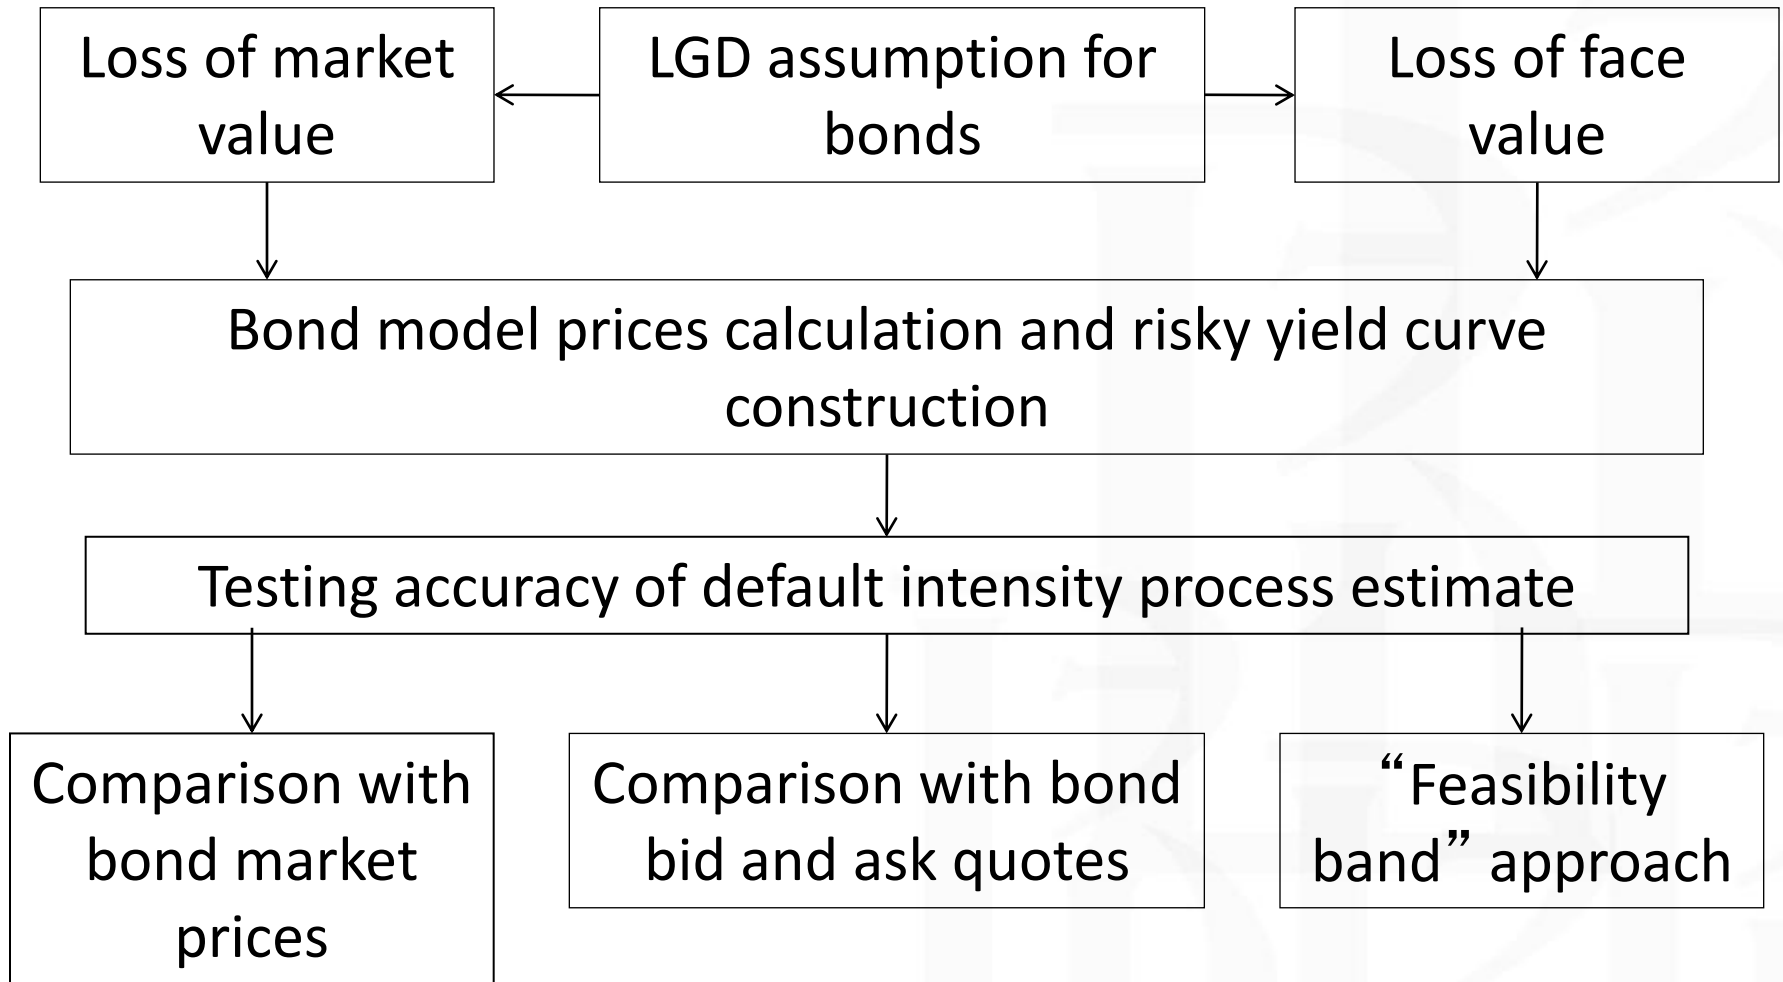 Loss of market
value
LGD assumption for
bonds
Loss of face
value
Bond model prices calculation and risky yield curve
construction
Testing accuracy of default intensity process estimate
Comparison with
bond market
prices
Comparison with bond
bid and ask quotes
“Feasibility
band” approach